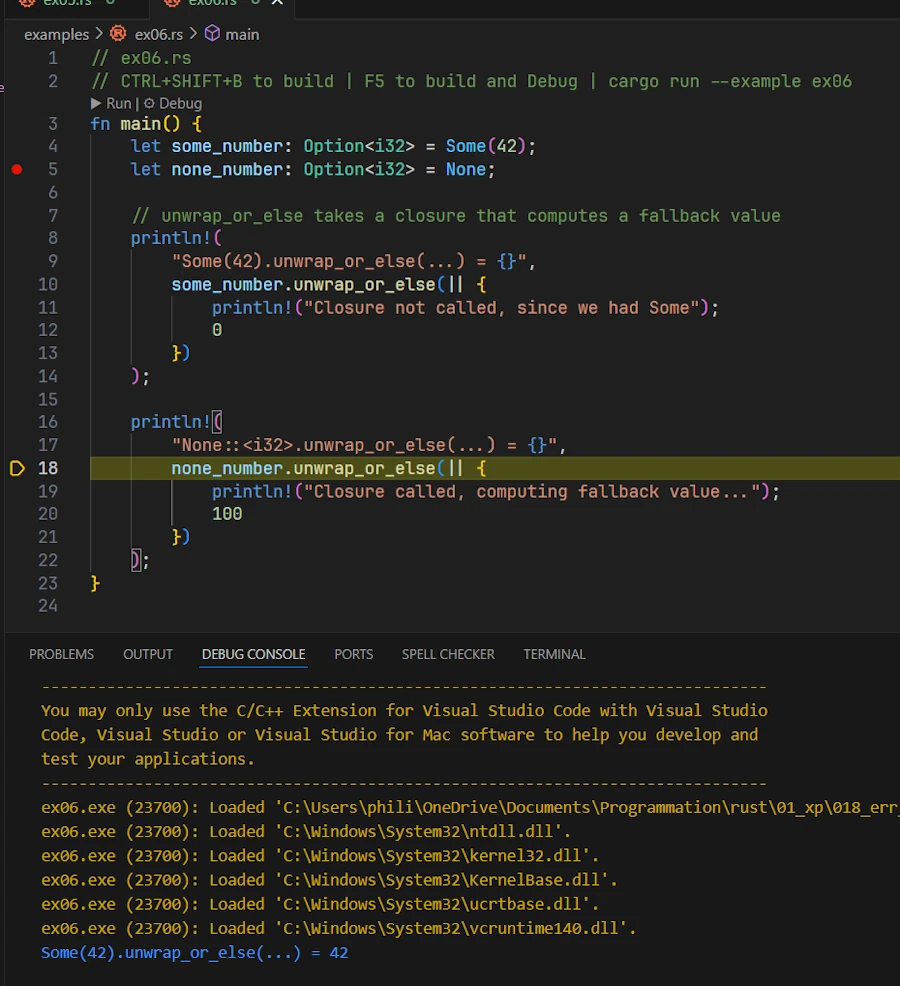 ex05.rs ex06.rs
examples > ex06.rs > main
1 // ex06.rs
2 // CTRL+SHIFT+B to build | F5 to build and Debug | cargo run --example ex06
Run | Debug
3 fn main() {
4 let some_number: Option<i32> = Some(42);
5 let none_number: Option<i32> = None;
6
7 // unwrap_or_else takes a closure that computes a fallback value
8 println!(
9 "Some(42).unwrap_or_else(...) = {}",
10 some_number.unwrap_or_else(|| {
11 println!("Closure not called, since we had Some");
12 0
13 })
14 );
15
16 println!(
17 "None::<i32>.unwrap_or_else(...) = {}",
18 none_number.unwrap_or_else(|| {
19 println!("Closure called, computing fallback value...");
20 100
21 })
22 );
23 }
24
PROBLEMS OUTPUT DEBUG CONSOLE PORTS SPELL CHECKER TERMINAL
------------------------------------------------------------------------------
You may only use the C/C++ Extension for Visual Studio Code with Visual Studio
Code, Visual Studio or Visual Studio for Mac software to help you develop and
test your applications.
------------------------------------------------------------------------------
ex06.exe (23700): Loaded 'C:\Users\phili\OneDrive\Documents\Programmation\rust\01_xp\018_err_
ex06.exe (23700): Loaded 'C:\Windows\System32\ntdll.dll'.
ex06.exe (23700): Loaded 'C:\Windows\System32\kernel32.dll'.
ex06.exe (23700): Loaded 'C:\Windows\System32\KernelBase.dll'.
ex06.exe (23700): Loaded 'C:\Windows\System32\ucrtbase.dll'.
ex06.exe (23700): Loaded 'C:\Windows\System32\vcruntime140.dll'.
Some(42).unwrap_or_else(...) = 42